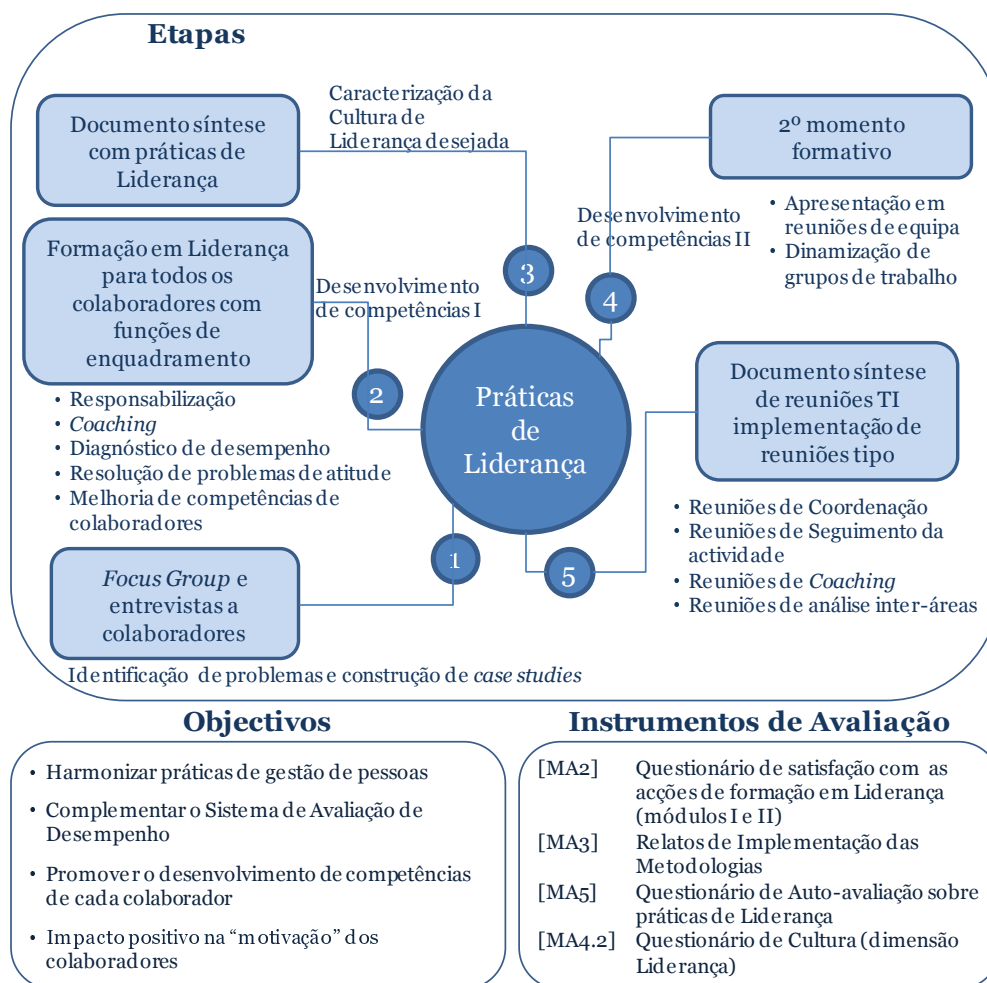 Etapas
Documento síntese
com práticas de
Liderança
Caracterização da
Cultura de
Liderança desejada
2º momento
formativo
Apresentação em
reuniões de equipa
Dinamização de
grupos de trabalho
Desenvolvimento
de competências II
Formação em Liderança
para todos os
colaboradores com
funções de
enquadramento
Desenvolvimento
de competências I
3
4
2
Responsabilização
Coaching
Diagnóstico de desempenho
Resolução de problemas de atitude
Melhoria de competências de
colaboradores
Práticas
de
Liderança
Documento síntese
de reuniões TI
implementação de
reuniões tipo
Reuniões de Coordenação
Reuniões de Seguimento da
actividade
Reuniões de Coaching
Reuniões de análise inter-áreas
1
5
Focus Group e
entrevistas a
colaboradores
Identificação de problemas e construção de case studies
Objectivos
Harmonizar práticas de gestão de pessoas
Complementar o Sistema de Avaliação de
Desempenho
Promover o desenvolvimento de competências
de cada colaborador
Impacto positivo na “motivação” dos
colaboradores
Instrumentos de Avaliação
[MA2] Questionário de satisfação com as
acções de formação em Liderança
(módulos I e II)
[MA3] Relatos de Implementação das
Metodologias
[MA5] Questionário de Auto-avaliação sobre
práticas de Liderança
[MA4.2] Questionário de Cultura (dimensão
Liderança)